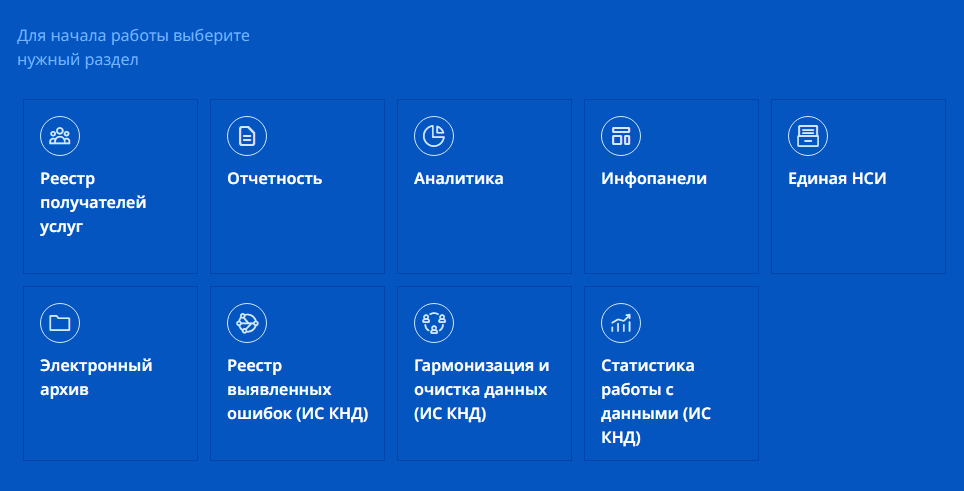 Для начала работы выберите
нужный раздел
Реестр
получателей
услуг
Отчетность
Аналитика
Инфопанели
Единая НСИ
Электронный
архив
Реестр
выявленных
ошибок (ИС КНД)
Гармонизация и
очистка данных
(ИС КНД)
Статистика
работы с
данными (ИС
КНД)